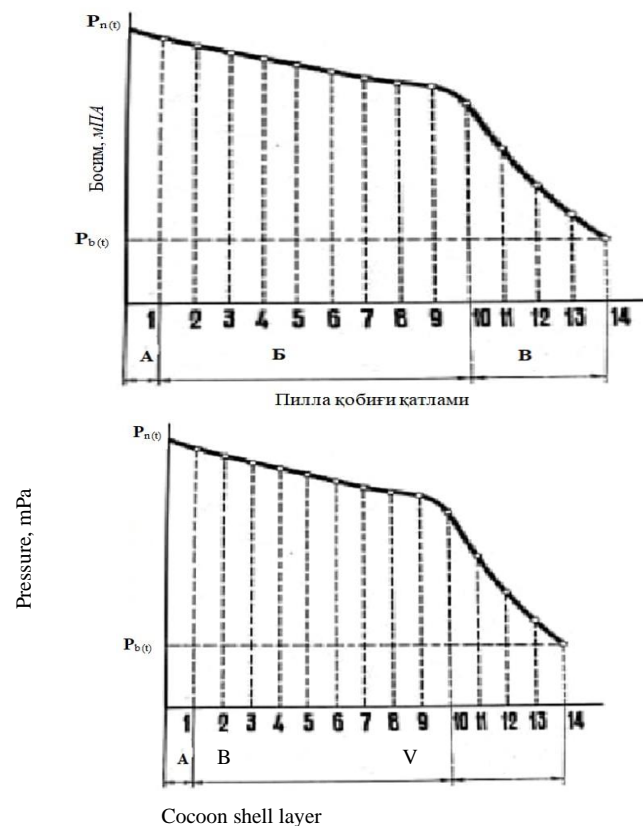 Pn(t)
Босим, мПА
Pb(t)
1 2 3 4 5 6 7 8 9 10 11 12 13 14
А Б В
Пилла қобиғи қатлами
Pn(t)
Pressure, mPa
Pb(t)
1 2 3 4 5 6 7 8 9 10 11 12 13 14
А B V
Cocoon shell layer